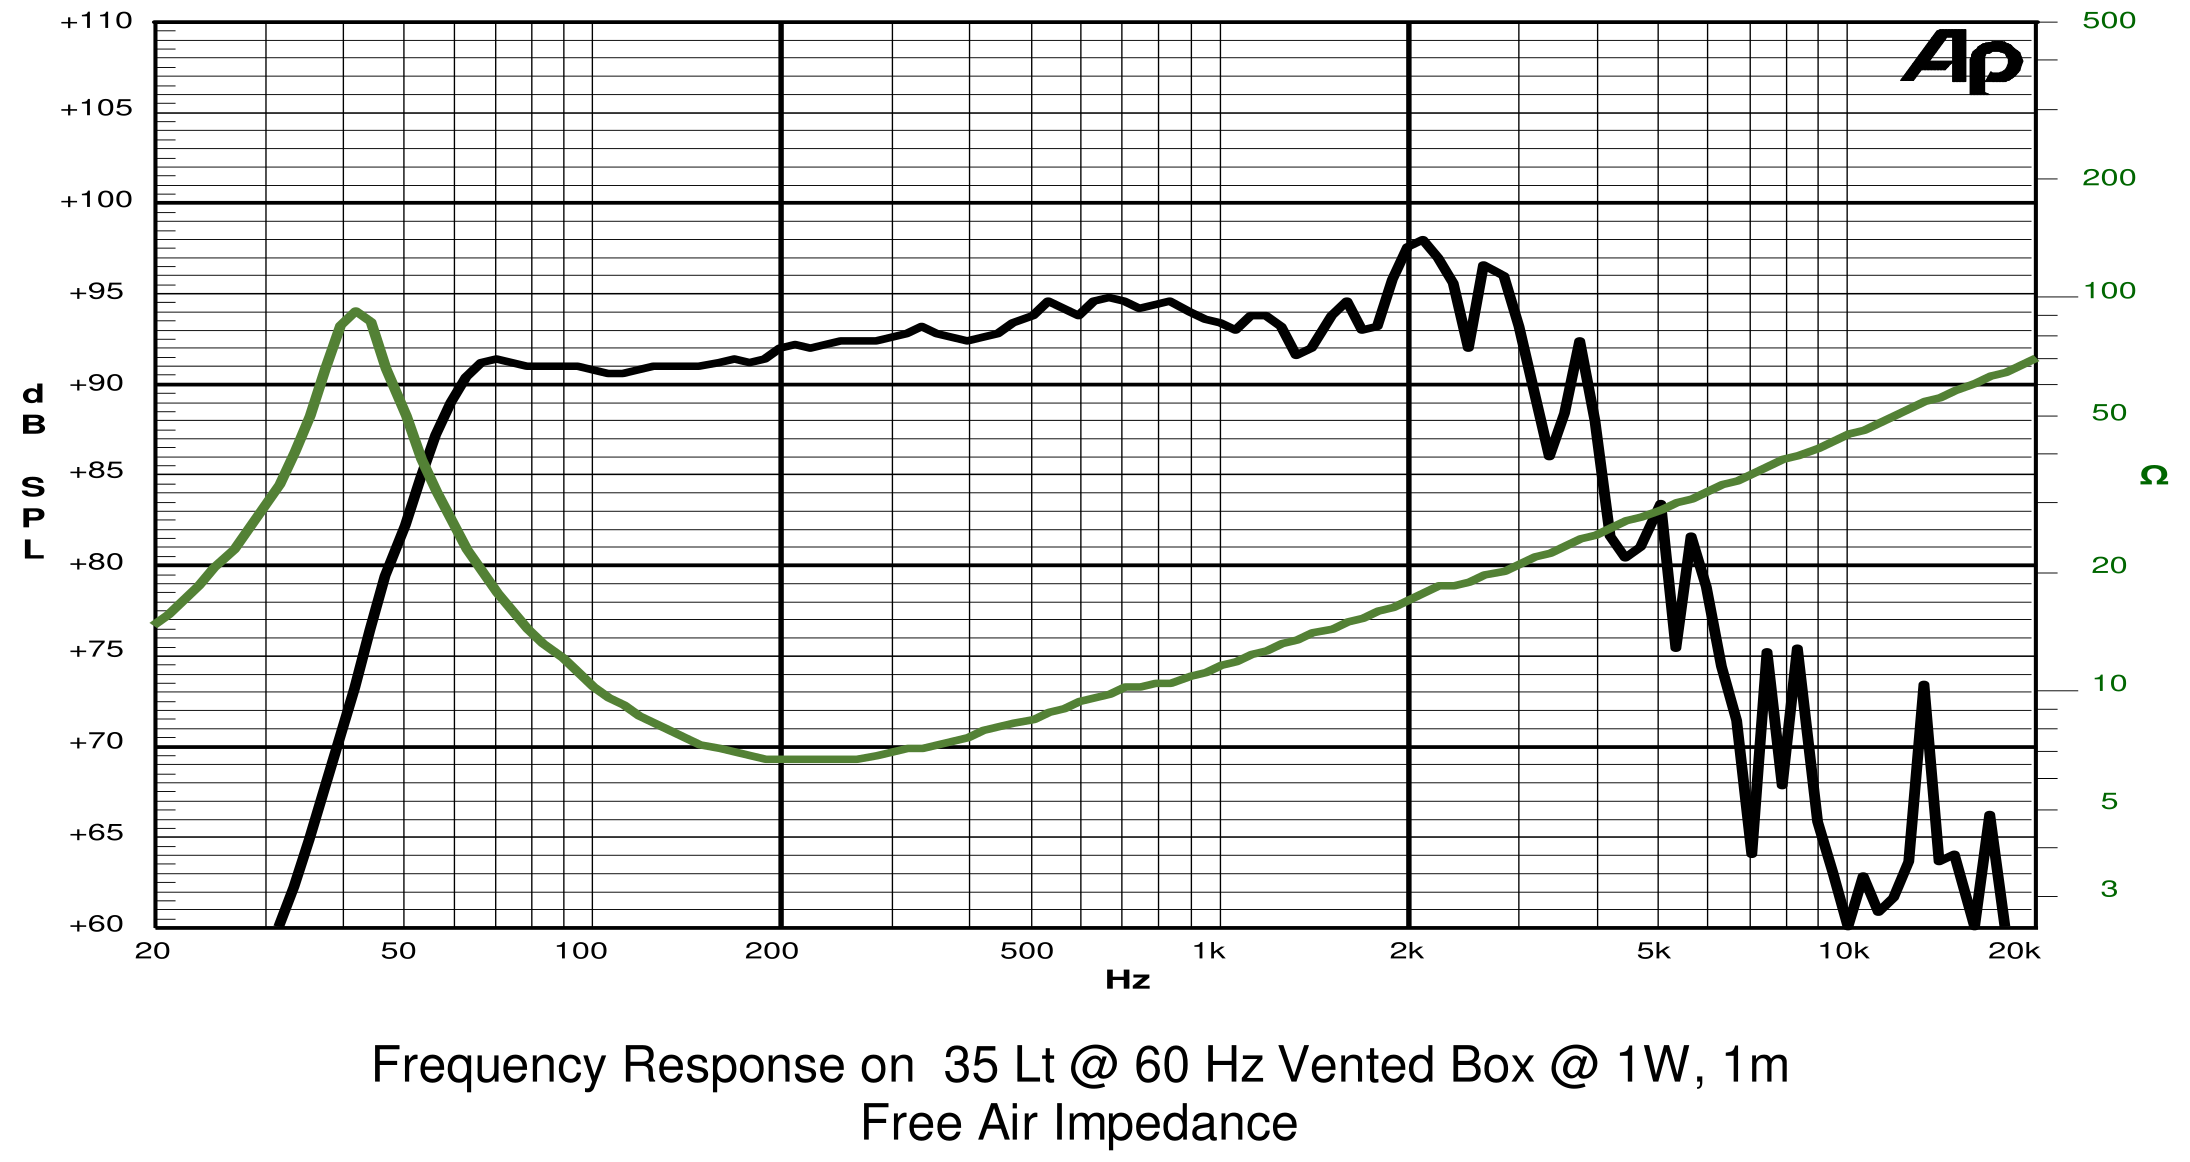 +110
+105
+100
+95
+90
+85
+80
+75
+70
+65
+60
dB SPL
Ap
500
200
100
50
Ω
20
10
5
3
20 50 100 200 500 1k 2k 5k 10k 20k
Hz
Frequency Response on 35 Lt @ 60 Hz Vented Box @ 1W, 1m
Free Air Impedance